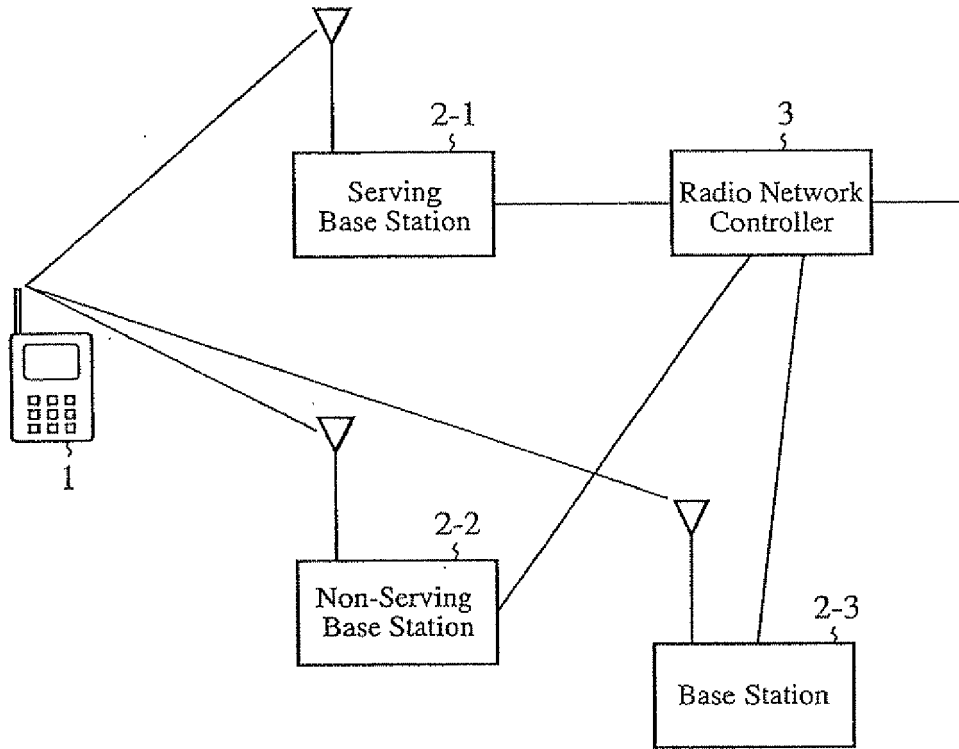 2-1
Serving
Base Station
3
Radio Network
Controller
1
2-2
Non-Serving
Base Station
2-3
Base Station